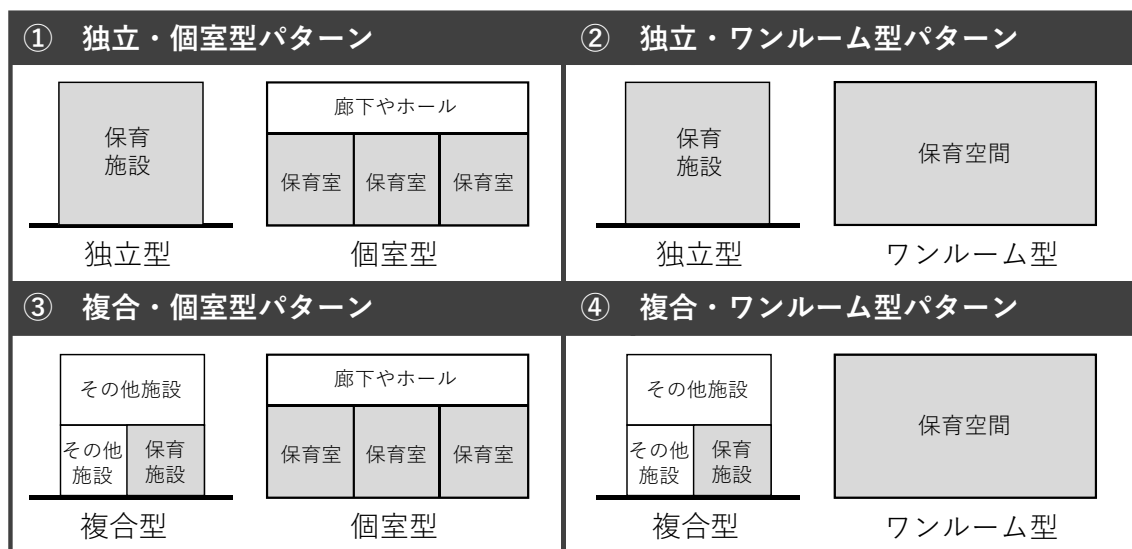 ① 独立・個室型パターン
保育
施設
独立型
廊下やホール
保育室 保育室 保育室
個室型
② 独立・ワンルーム型パターン
保育
施設
独立型
保育空間
ワンルーム型
③ 複合・個室型パターン
その他施設
その他
施設
保育
施設
複合型
廊下やホール
保育室 保育室 保育室
個室型
④ 複合・ワンルーム型パターン
その他施設
その他
施設
保育
施設
複合型
保育空間
ワンルーム型